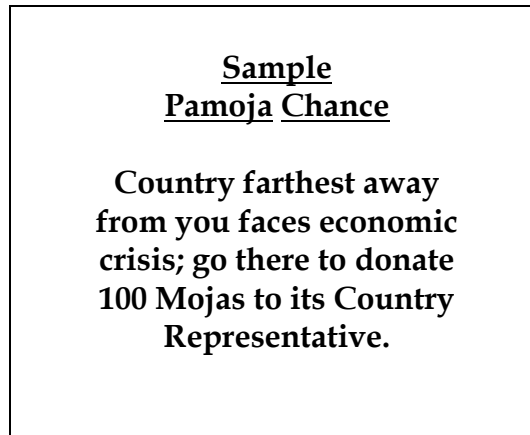 Sample
Pamoja Chance
Country farthest away
from you faces economic
crisis; go there to donate
100 Mojas to its Country
Representative.